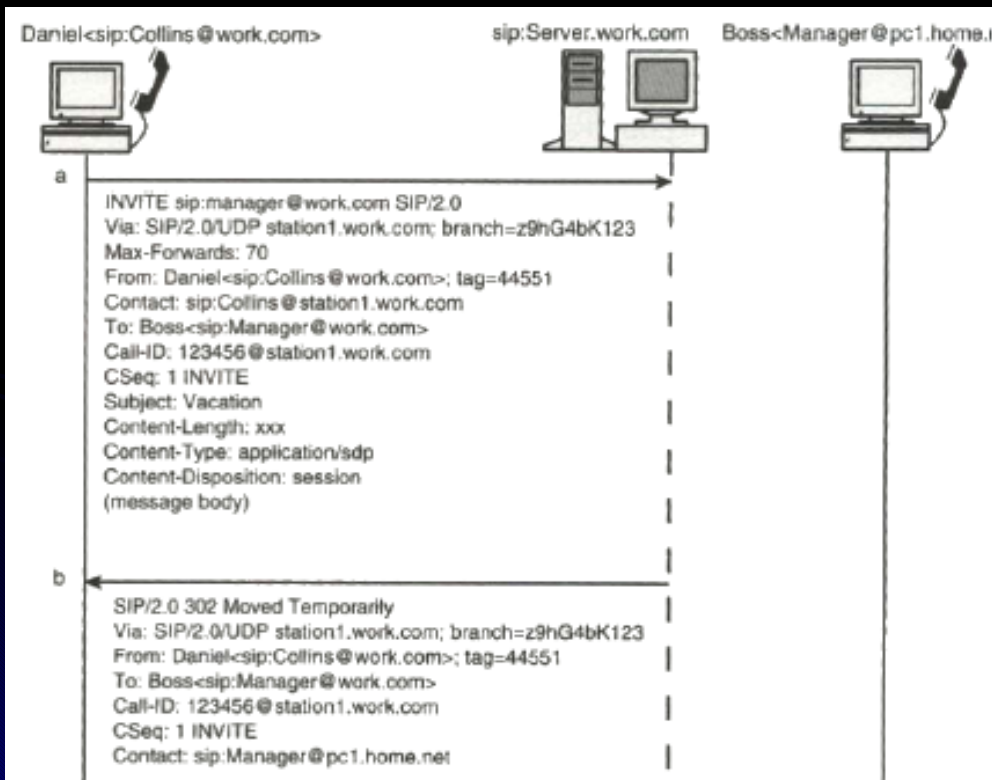 Daniel<sip:Collins@work.com>
sip:Server.work.com
Boss<Manager@pc1.home.
a
INVITE sip:manager@work.com SIP/2.0
Via: SIP/2.0/UDP station1.work.com; branch=z9hG4bK123
Max-Forwards: 70
From: Daniel<sip:Collins@work.com>; tag=44551
Contact: sip:Collins@station1.work.com
To: Boss<sip:Manager@work.com>
Call-ID: 123456@station1.work.com
CSeq: 1 INVITE
Subject: Vacation
Content-Length: xxx
Content-Type: application/sdp
Content-Disposition: session
(message body)
b
SIP/2.0 302 Moved Temporarily
Via: SIP/2.0/UDP station1.work.com; branch=z9hG4bK123
From: Daniel<sip:Collins@work.com>; tag=44551
To: Boss<sip:Manager@work.com>
Call-ID: 123456@station1.work.com
CSeq: 1 INVITE
Contact: sip:Manager@pc1.home.net